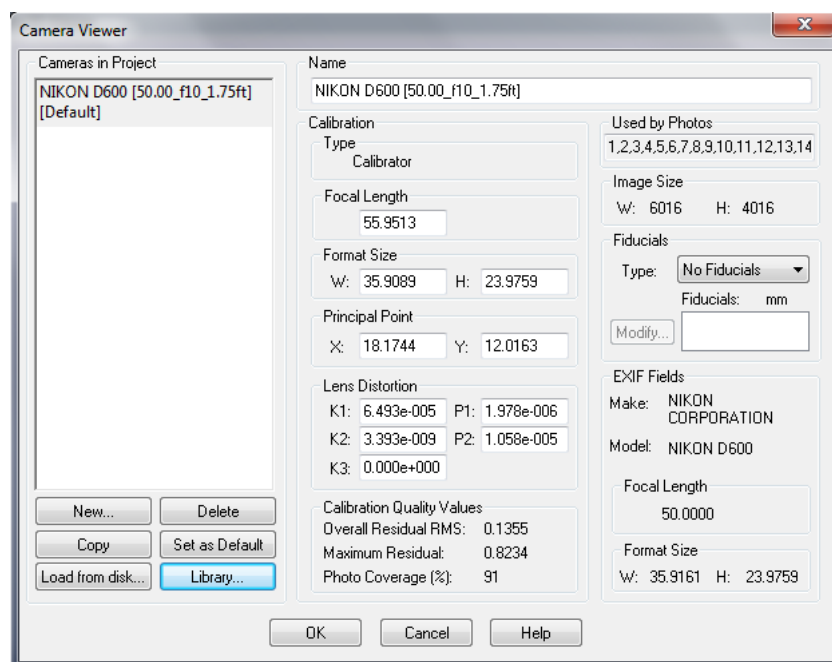 Camera Viewer
Cameras in Project
NIKON D600 [50.00_f10_1.75ft]
[Default]
New...
Delete
Copy
Set as Default
Load from disk...
Library...
Name
NIKON D600 [50.00_f10_1.75ft]
Calibration
Type
Calibrator
Focal Length
55.9513
Format Size
W: 35.9089 H: 23.9759
Principal Point
X: 18.1744 Y: 12.0163
Lens Distortion
K1: 6.493e-005 P1: 1.978e-006
K2: 3.393e-009 P2: 1.058e-005
K3: 0.000e+000
Calibration Quality Values
Overall Residual RMS: 0.1355
Maximum Residual: 0.8234
Photo Coverage (%): 91
Used by Photos
1,2,3,4,5,6,7,8,9,10,11,12,13,14
Image Size
W: 6016 H: 4016
Fiducials
Type: No Fiducials
Fiducials: mm
Modify...
EXIF Fields
Make: NIKON
CORPORATION
Model: NIKON D600
Focal Length
50.0000
Format Size
W: 35.9161 H: 23.9759
OK
Cancel
Help